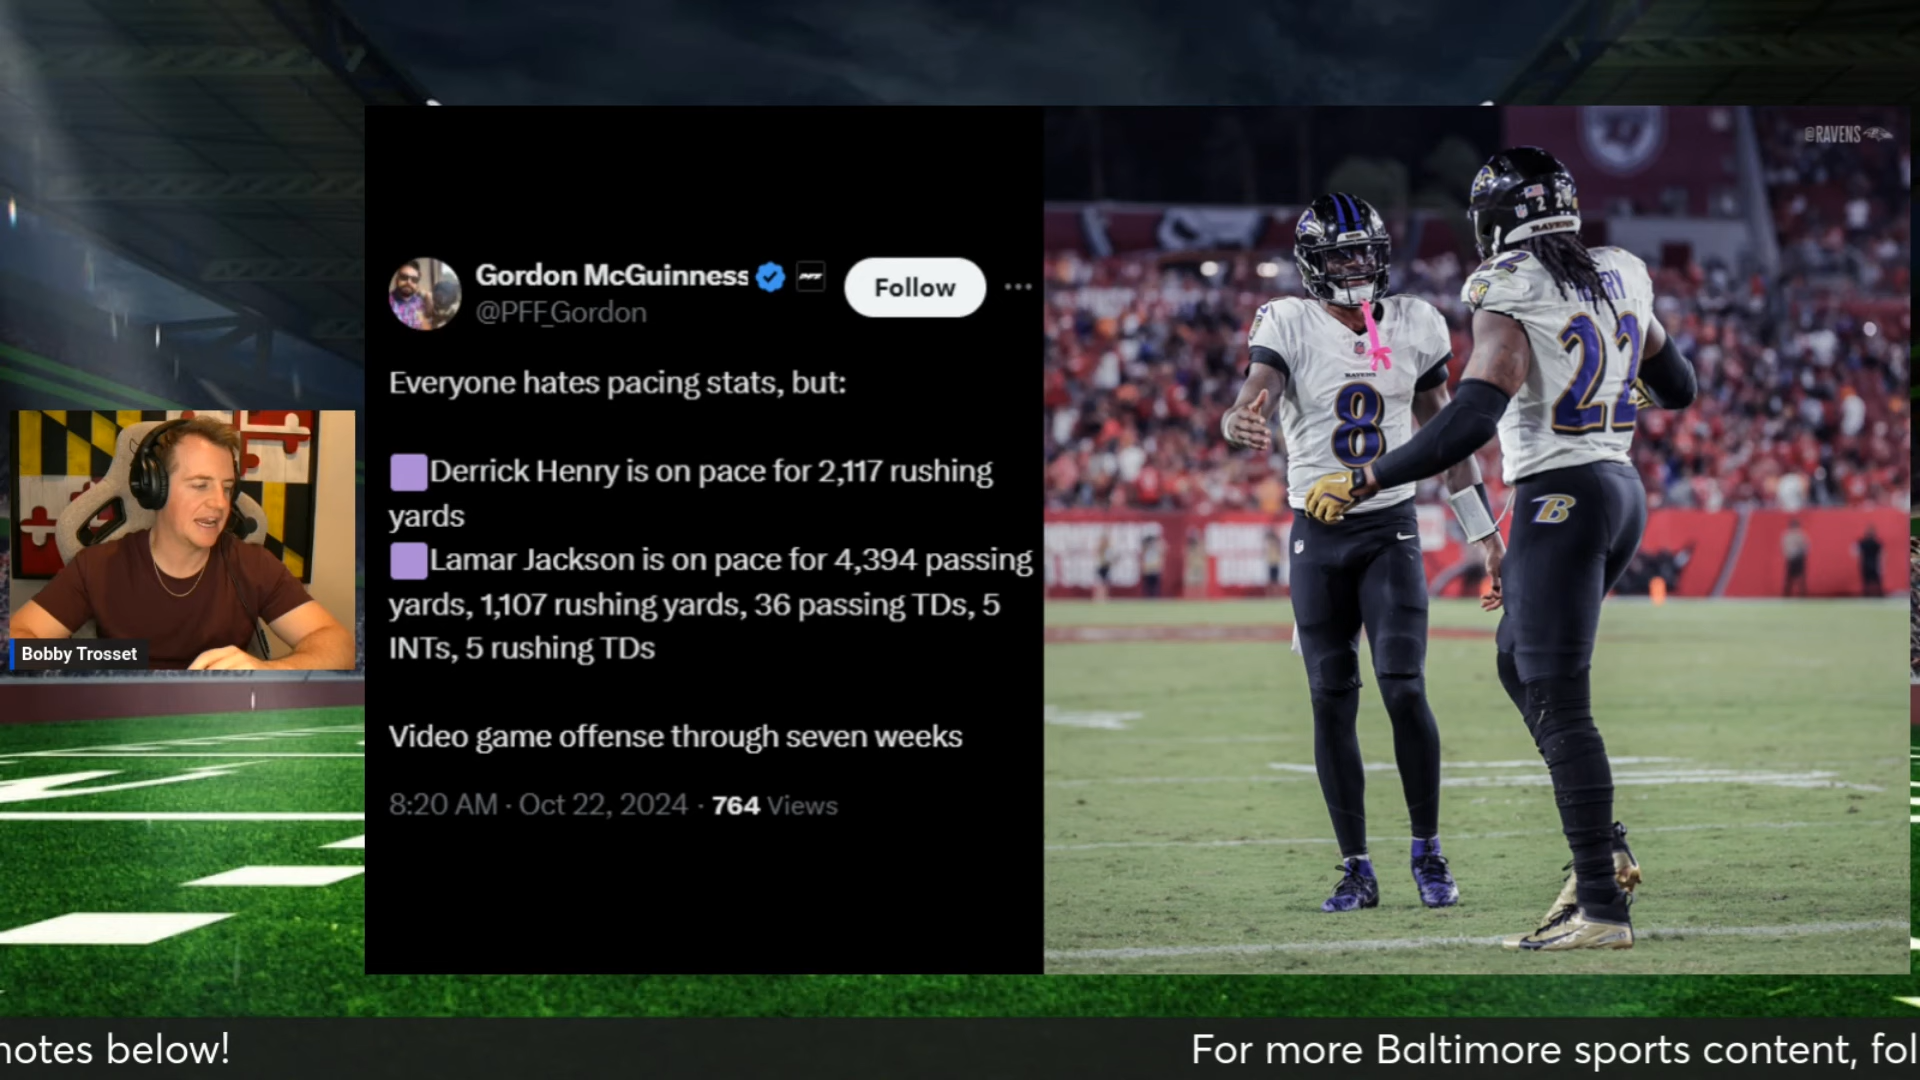 @RAVENS
Gordon McGuinness
PFF
Follow
@PFF_Gordon
Everyone hates pacing stats, but:
Derrick Henry is on pace for 2,117 rushing
yards
Lamar Jackson is on pace for 4,394 passing
yards, 1,107 rushing yards, 36 passing TDs, 5
INTs, 5 rushing TDs
Video game offense through seven weeks
8:20 AM · Oct 22, 2024 · 764 Views
22
RAVENS
8
22
B
Bobby Trosset
notes below!
For more Baltimore sports content, fol